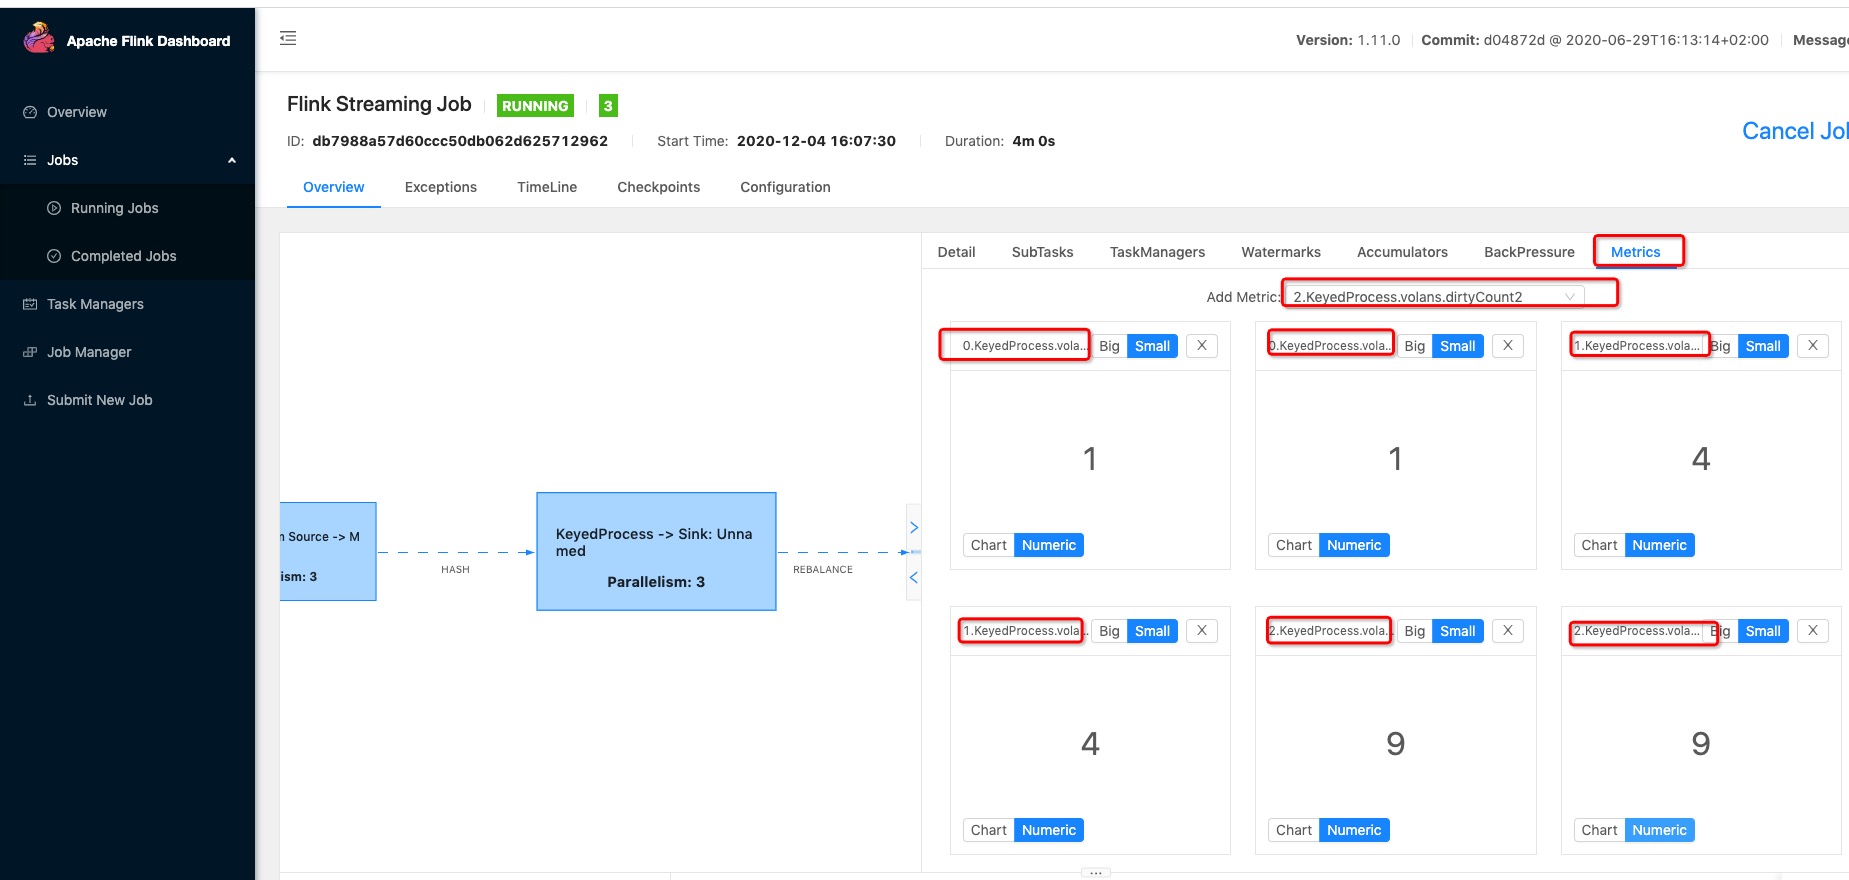 Apache Flink Dashboard
Version: 1.11.0
Commit: d04872d @ 2020-06-29T16:13:14+02:00
Message
Overview
Jobs
Running Jobs
Completed Jobs
Task Managers
Job Manager
Submit New Job
Flink Streaming Job
RUNNING
3
ID: db7988a57d60ccc50db062d625712962
Start Time: 2020-12-04 16:07:30
Duration: 4m 0s
Cancel Jol
Overview
Exceptions
TimeLine
Checkpoints
Configuration
n Source -> M
ism: 3
HASH
KeyedProcess -> Sink: Unna
med
Parallelism: 3
REBALANCE
Detail
SubTasks
TaskManagers
Watermarks
Accumulators
BackPressure
Metrics
Add Metric: 2.KeyedProcess.volans.dirtyCount2
0.KeyedProcess.vola... Big Small X
1
Chart Numeric
0.KeyedProcess.vola... Big Small X
1
Chart Numeric
1.KeyedProcess.vola... Big Small X
4
Chart Numeric
1.KeyedProcess.vola... Big Small X
4
Chart Numeric
2.KeyedProcess.vola... Big Small X
9
Chart Numeric
2.KeyedProcess.vola... Big Small X
9
Chart Numeric
...